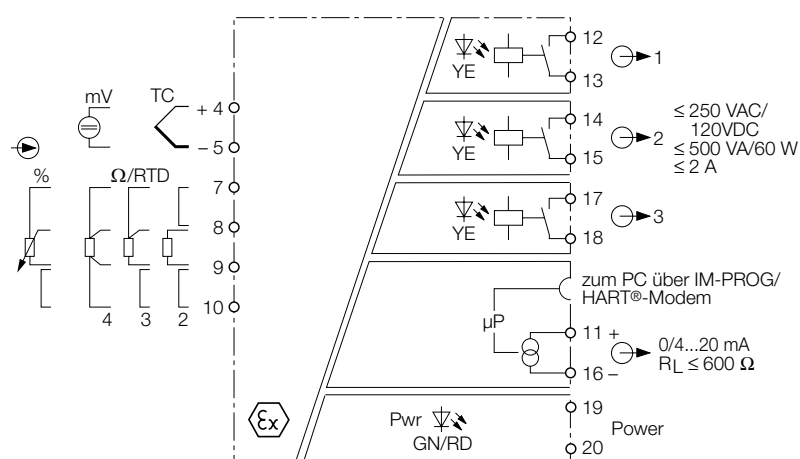 12
YE
13
1
mV
TC
+ 4
14
≤ 250 VAC/
120VDC
YE
2
≤ 500 VA/60 W
≤ 2 A
– 5
15
%
Ω/RTD
7
17
8
YE
3
18
9
zum PC über IM-PROG/
HART®-Modem
10
4 3 2
µP
11 +
0/4...20 mA
RL ≤ 600 Ω
16 –
Ex
19
Pwr
GN/RD
Power
20